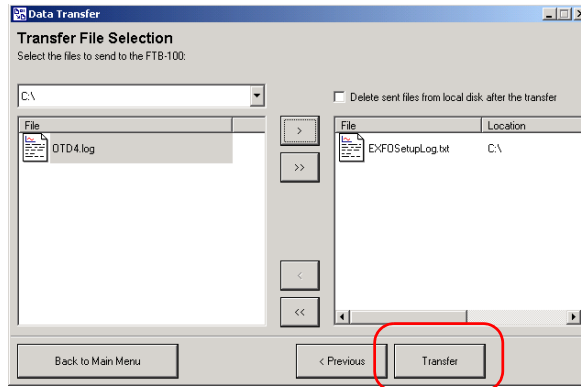 Data Transfer
Transfer File Selection
Select the files to send to the FTB-100:
C:\
Delete sent files from local disk after the transfer
File
OTD4.log
>
>>
<
<<
File Location
EXFOSetupLog.txt C:\
Back to Main Menu
< Previous
Transfer